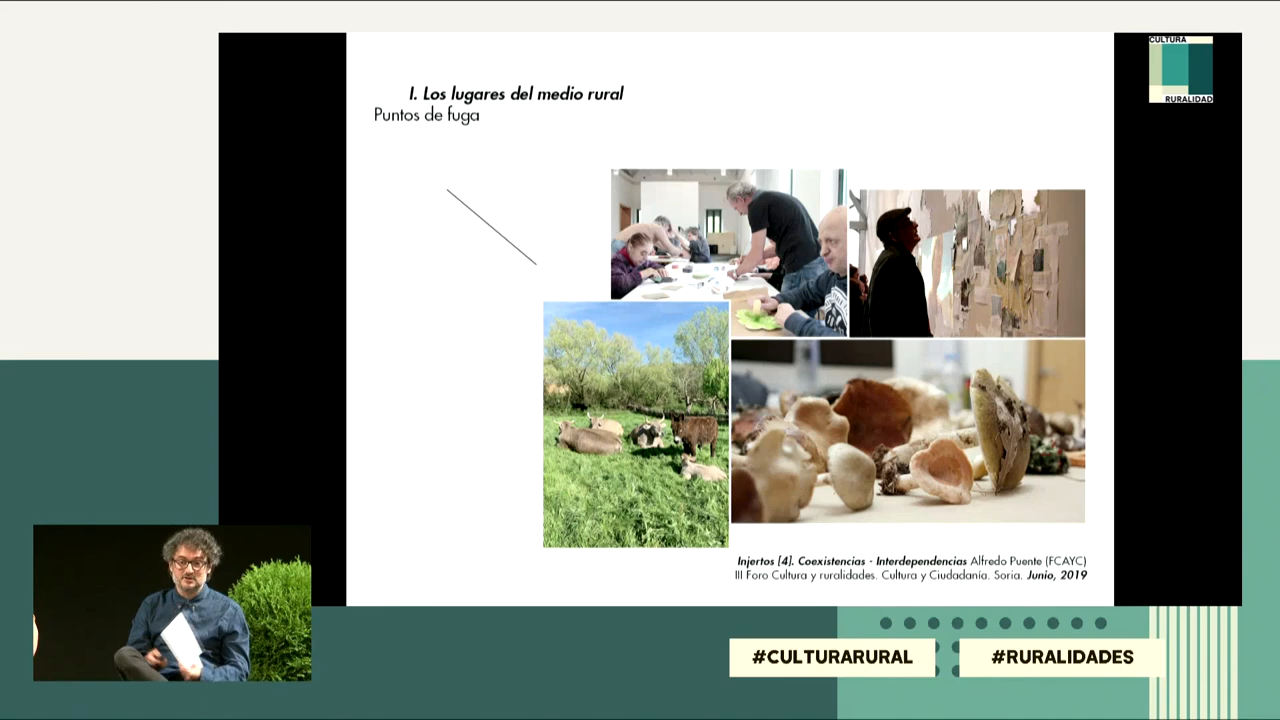 CULTURA
RURALIDAD
I. Los lugares del medio rural
Puntos de fuga
Injertos [4]. Coexistencias - Interdependencias Alfredo Puente (FCAYC)
III Foro Cultura y ruralidades. Cultura y Ciudadanía. Soria. Junio, 2019
#CULTURARURAL
#RURALIDADES